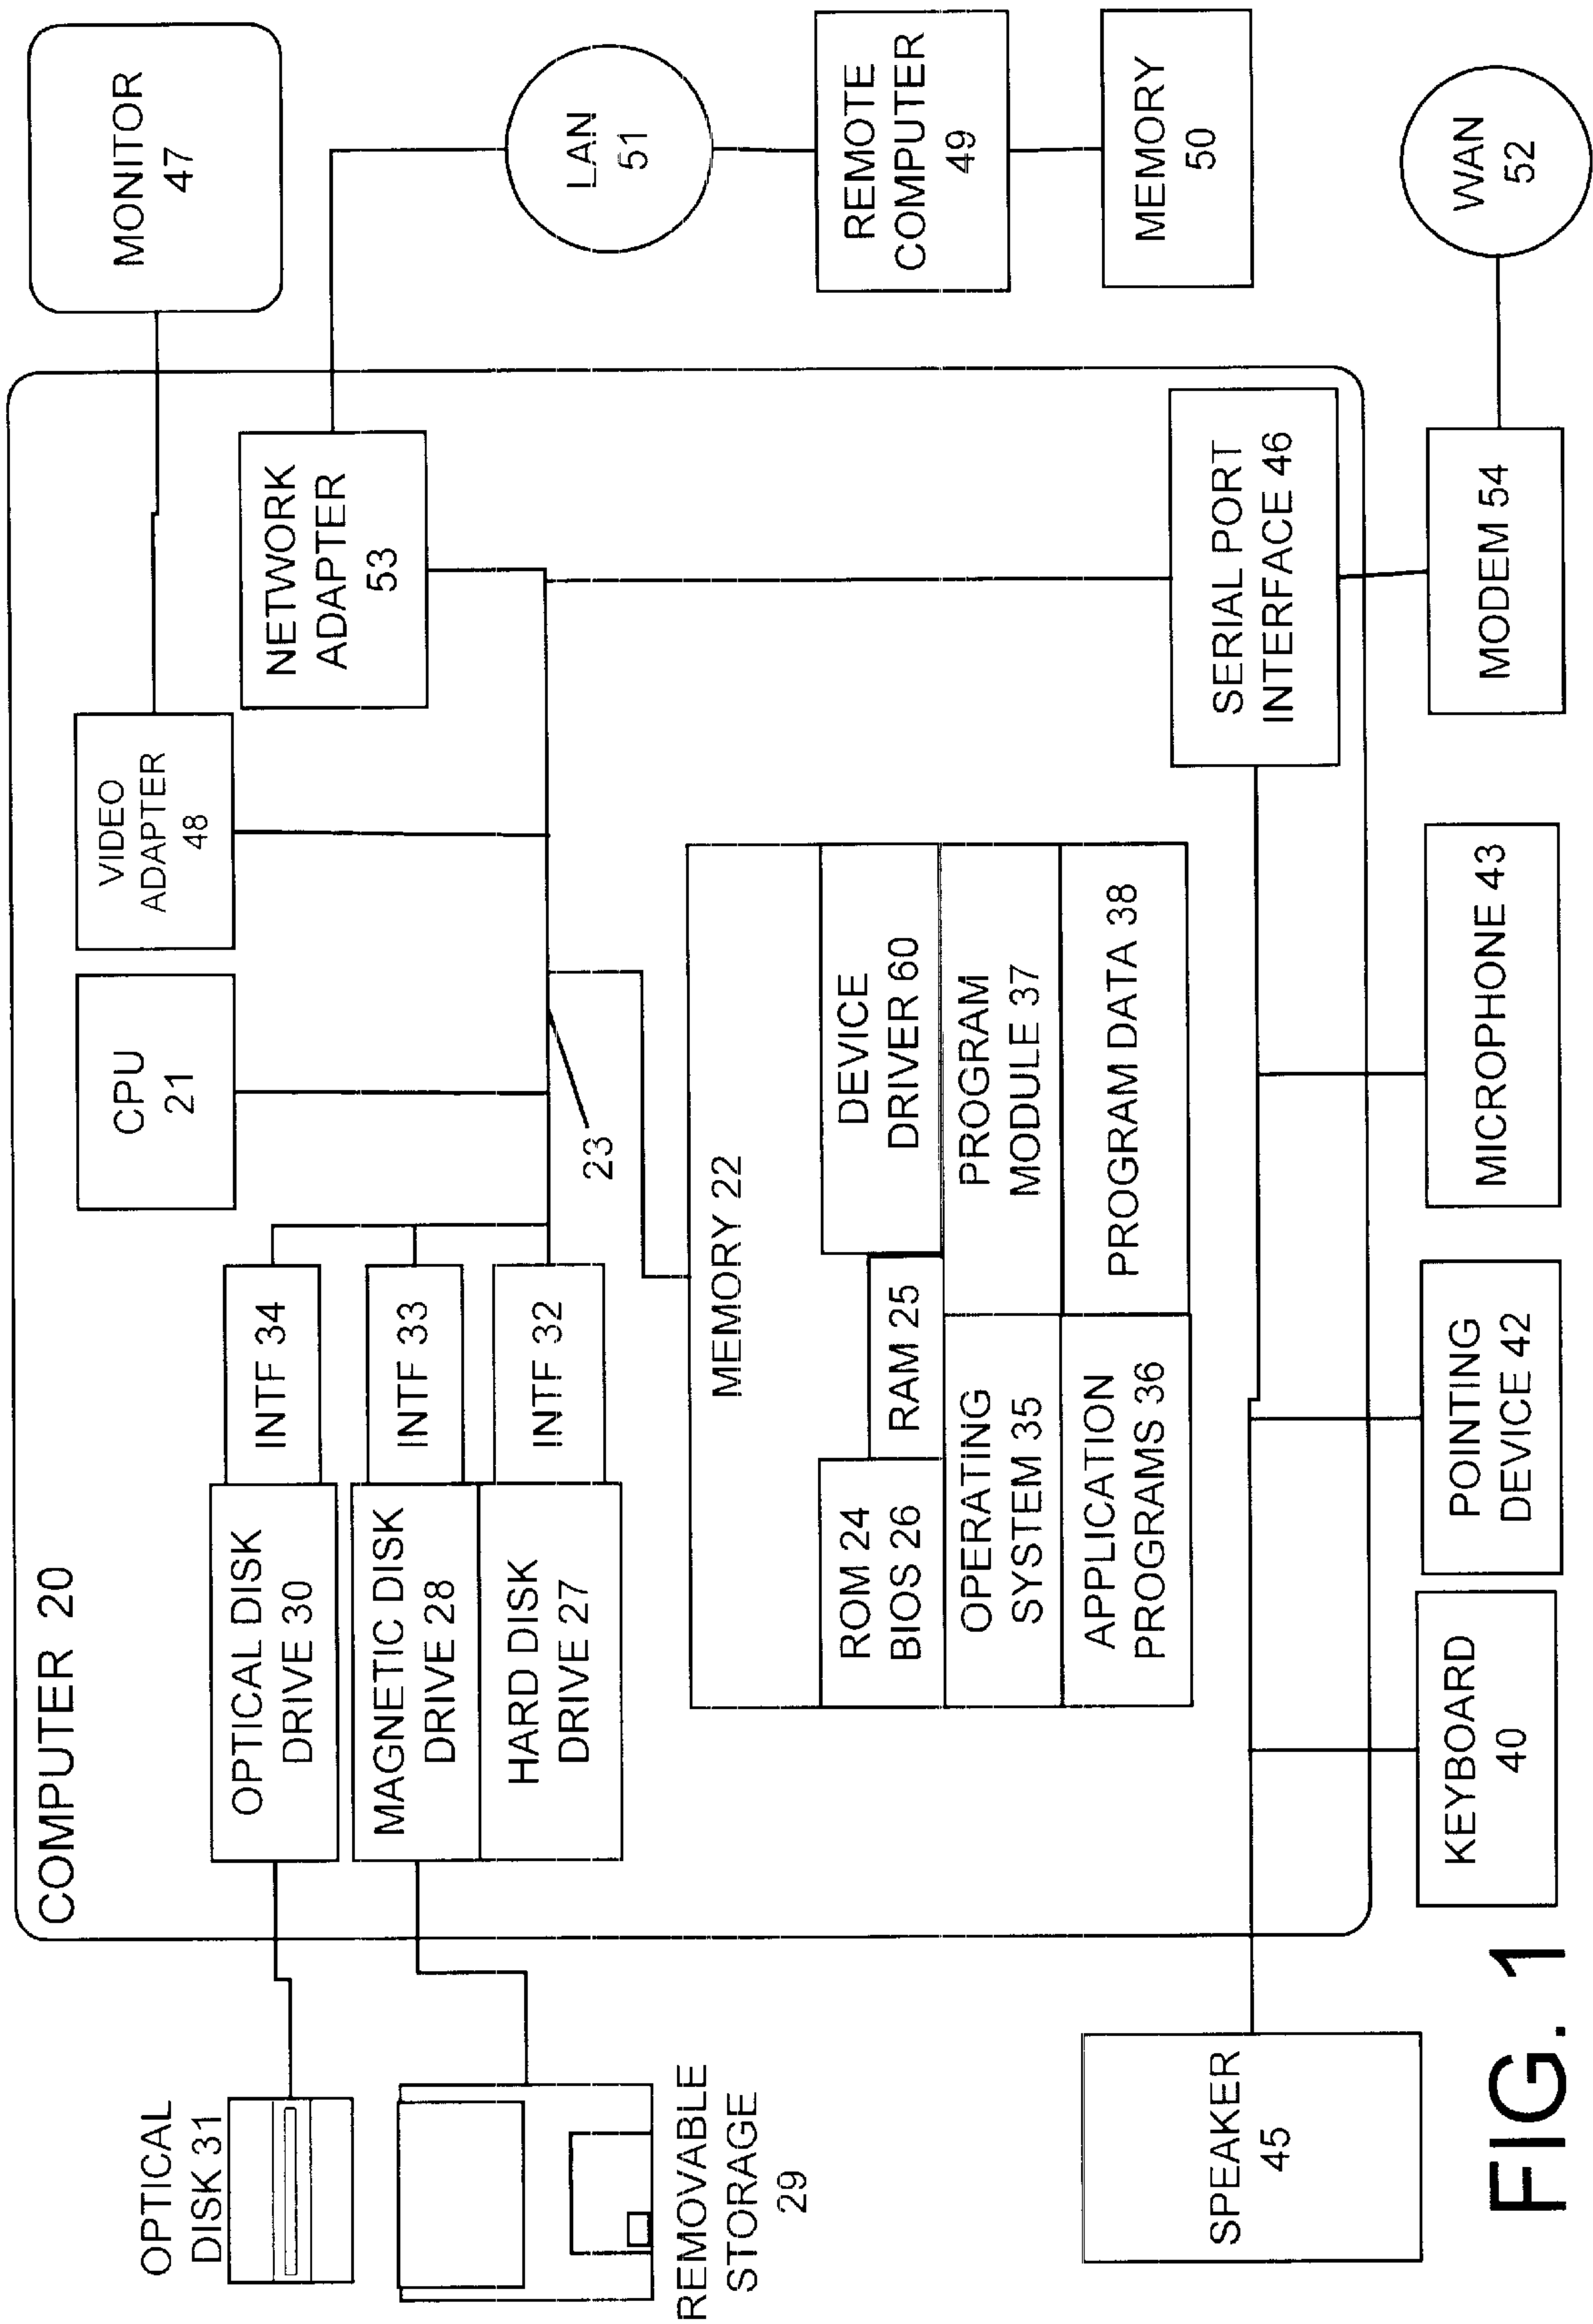 COMPUTER 20
MONITOR
47
OPTICAL
DISK 31
OPTICAL DISK
DRIVE 30
INTF 34
CPU
21
VIDEO
ADAPTER
48
NETWORK
ADAPTER
53
MAGNETIC DISK
DRIVE 28
INTF 33
HARD DISK
DRIVE 27
INTF 32
23
LAN
51
REMOVABLE
STORAGE
29
MEMORY 22
ROM 24
BIOS 26
RAM 25
DEVICE
DRIVER 60
OPERATING
SYSTEM 35
PROGRAM
MODULE 37
APPLICATION
PROGRAMS 36
PROGRAM DATA 38
REMOTE
COMPUTER
49
MEMORY
50
SPEAKER
45
SERIAL PORT
INTERFACE 46
KEYBOARD
40
POINTING
DEVICE 42
MICROPHONE 43
MODEM 54
WAN
52
FIG. 1